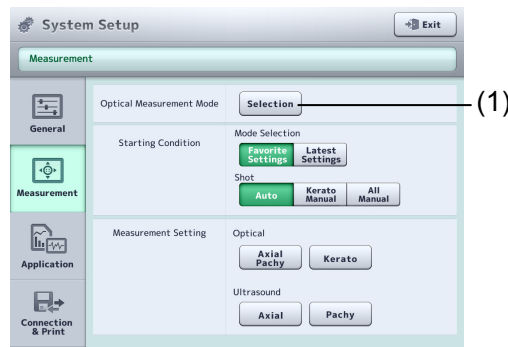 System Setup
Exit
Measurement
General
Measurement
Application
Connection
& Print
Optical Measurement Mode
Selection
(1)
Starting Condition
Mode Selection
Favorite
Settings
Latest
Settings
Shot
Auto
Kerato
Manual
All
Manual
Measurement Setting
Optical
Axial
Pachy
Kerato
Ultrasound
Axial
Pachy